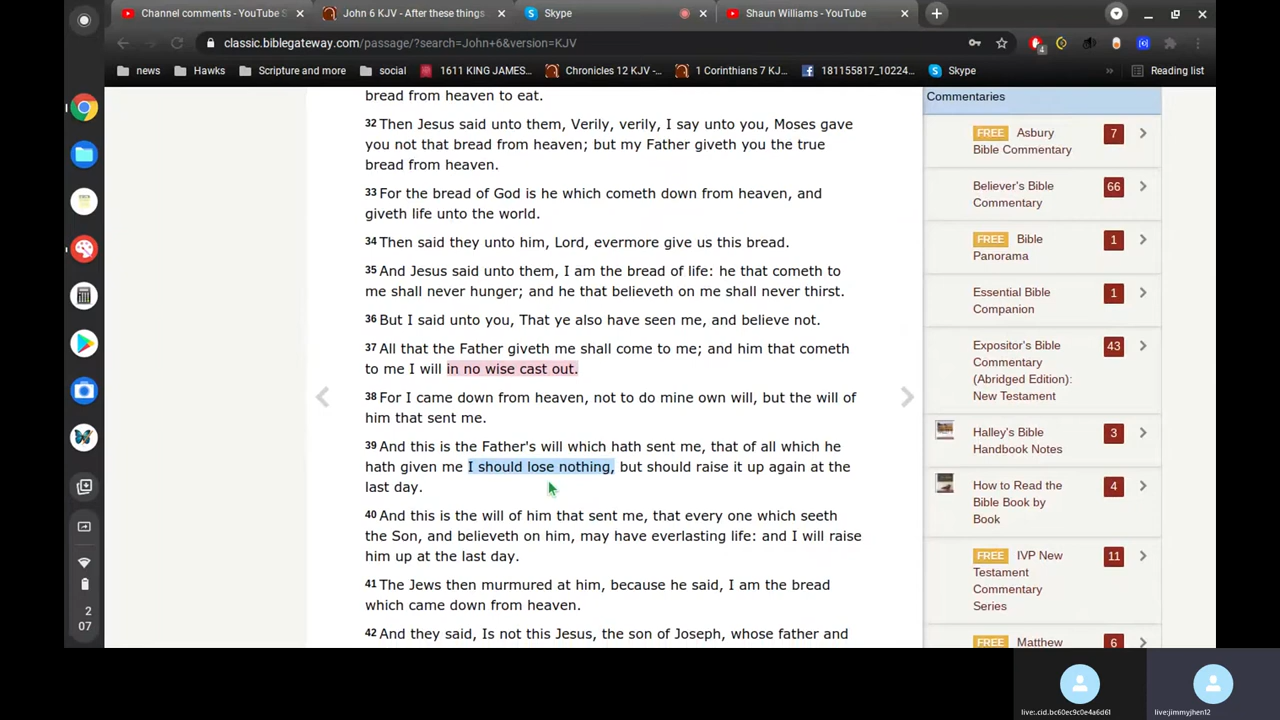 Channel comments - YouTube S
John 6 KJV - After these things
Skype
Shaun Williams - YouTube
classic.biblegateway.com/passage/?search=John+6&version=KJV
4
news
Hawks
Scripture and more
social
1611 KING JAMES...
Chronicles 12 KJV -...
1 Corinthians 7 KJ...
181155817_10224...
Skype
Reading list
bread from heaven to eat.
32 Then Jesus said unto them, Verily, verily, I say unto you, Moses gave
you not that bread from heaven; but my Father giveth you the true
bread from heaven.
33 For the bread of God is he which cometh down from heaven, and
giveth life unto the world.
34 Then said they unto him, Lord, evermore give us this bread.
35 And Jesus said unto them, I am the bread of life: he that cometh to
me shall never hunger; and he that believeth on me shall never thirst.
36 But I said unto you, That ye also have seen me, and believe not.
37 All that the Father giveth me shall come to me; and him that cometh
to me I will in no wise cast out.
38 For I came down from heaven, not to do mine own will, but the will of
him that sent me.
39 And this is the Father's will which hath sent me, that of all which he
hath given me I should lose nothing, but should raise it up again at the
last day.
40 And this is the will of him that sent me, that every one which seeth
the Son, and believeth on him, may have everlasting life: and I will raise
him up at the last day.
41 The Jews then murmured at him, because he said, I am the bread
which came down from heaven.
42 And they said, Is not this Jesus, the son of Joseph, whose father and
Commentaries
FREE Asbury
Bible Commentary
7
Believer's Bible
Commentary
66
FREE Bible
Panorama
1
Essential Bible
Companion
1
Expositor's Bible
Commentary
(Abridged Edition):
New Testament
43
Halley's Bible
Handbook Notes
3
How to Read the
Bible Book by
Book
4
FREE IVP New
Testament
Commentary
Series
11
FREE Matthew
6
2
07
live:.cid.bc60ec9c0e4a6d61
live:jimmyjhen12